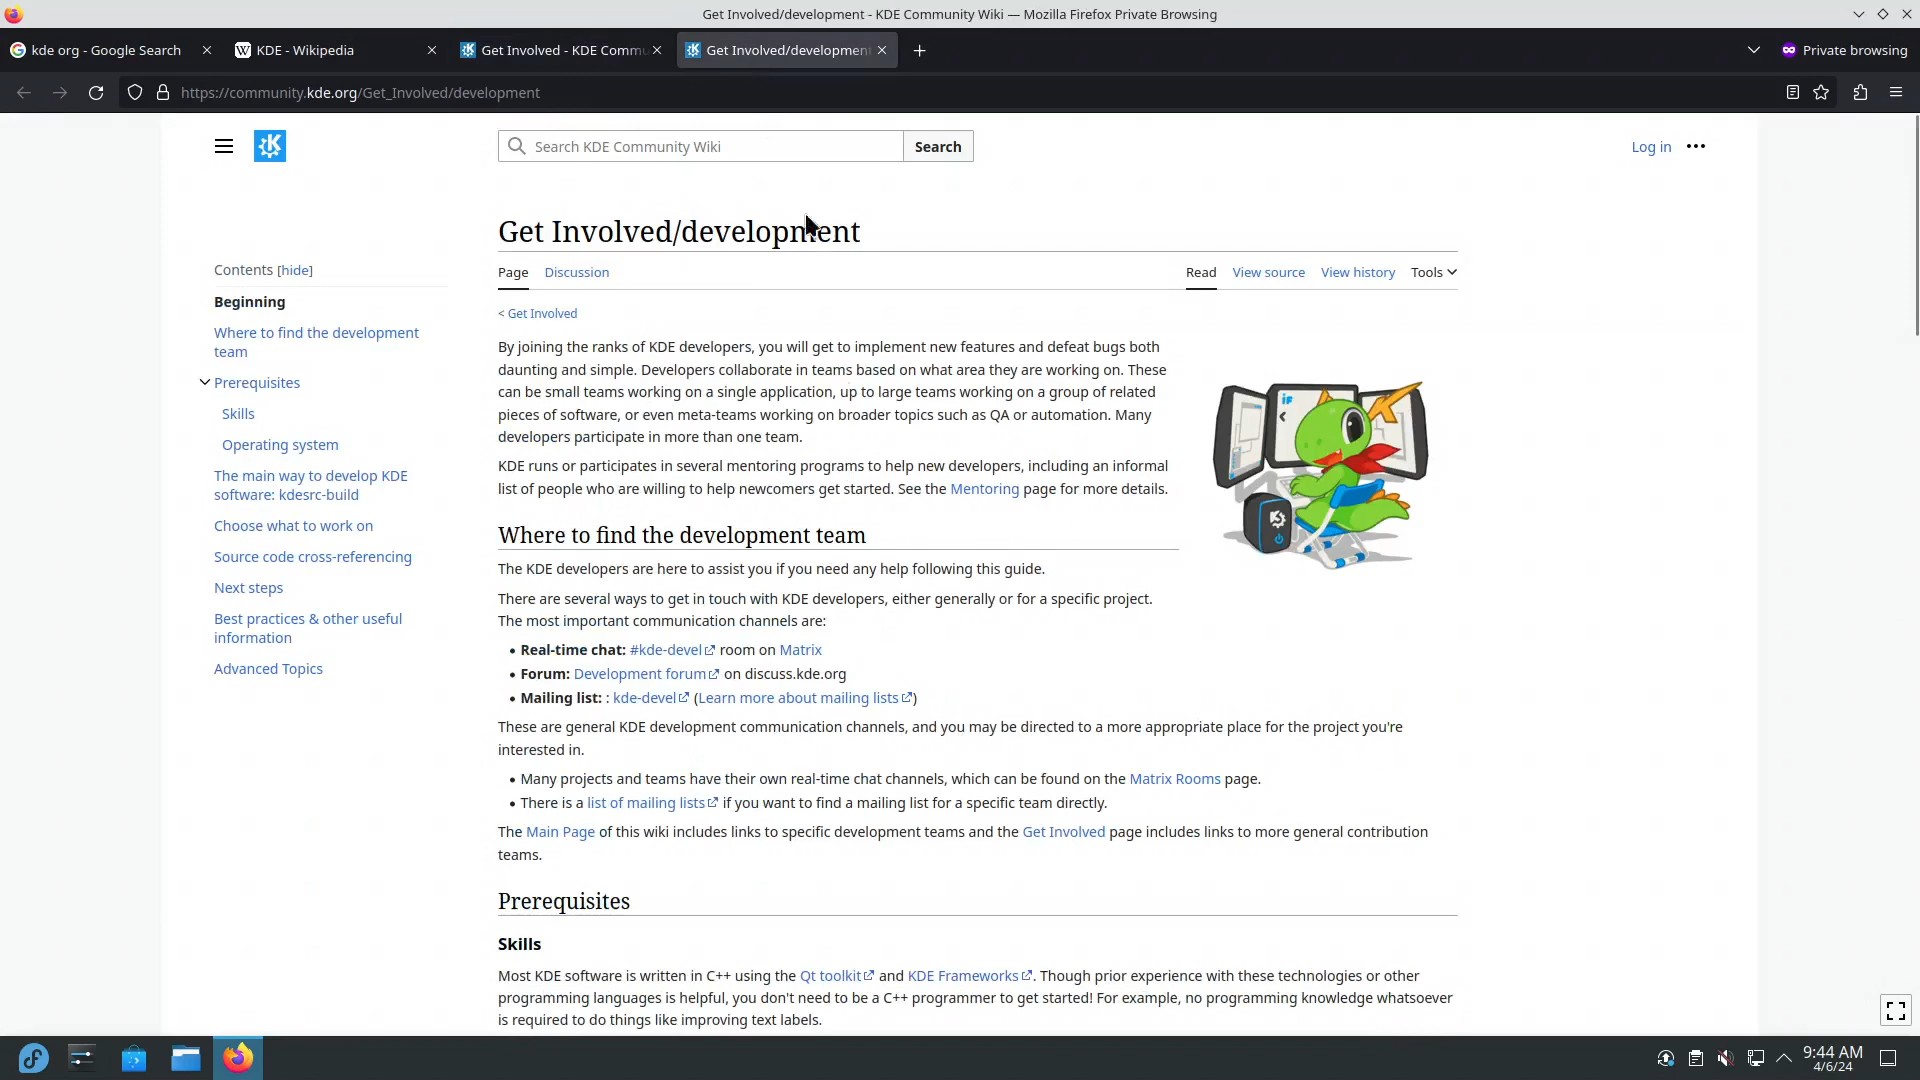 Get Involved/development - KDE Community Wiki — Mozilla Firefox Private Browsing
kde org - Google Search
KDE - Wikipedia
Get Involved - KDE Commu
Get Involved/developmen
Private browsing
https://community.kde.org/Get_Involved/development
Search KDE Community Wiki
Search
Log in
Get Involved/development
Page
Discussion
Read
View source
View history
Tools
< Get Involved
Contents [hide]
Beginning
Where to find the development
team
Prerequisites
Skills
Operating system
The main way to develop KDE
software: kdesrc-build
Choose what to work on
Source code cross-referencing
Next steps
Best practices & other useful
information
Advanced Topics
By joining the ranks of KDE developers, you will get to implement new features and defeat bugs both
daunting and simple. Developers collaborate in teams based on what area they are working on. These
can be small teams working on a single application, up to large teams working on a group of related
pieces of software, or even meta-teams working on broader topics such as QA or automation. Many
developers participate in more than one team.
KDE runs or participates in several mentoring programs to help new developers, including an informal
list of people who are willing to help newcomers get started. See the Mentoring page for more details.
Where to find the development team
The KDE developers are here to assist you if you need any help following this guide.
There are several ways to get in touch with KDE developers, either generally or for a specific project.
The most important communication channels are:
• Real-time chat: #kde-devel room on Matrix
• Forum: Development forum on discuss.kde.org
• Mailing list: : kde-devel (Learn more about mailing lists)
These are general KDE development communication channels, and you may be directed to a more appropriate place for the project you're
interested in.
• Many projects and teams have their own real-time chat channels, which can be found on the Matrix Rooms page.
• There is a list of mailing lists if you want to find a mailing list for a specific team directly.
The Main Page of this wiki includes links to specific development teams and the Get Involved page includes links to more general contribution
teams.
Prerequisites
Skills
Most KDE software is written in C++ using the Qt toolkit and KDE Frameworks. Though prior experience with these technologies or other
programming languages is helpful, you don't need to be a C++ programmer to get started! For example, no programming knowledge whatsoever
is required to do things like improving text labels.
9:44 AM
4/6/24